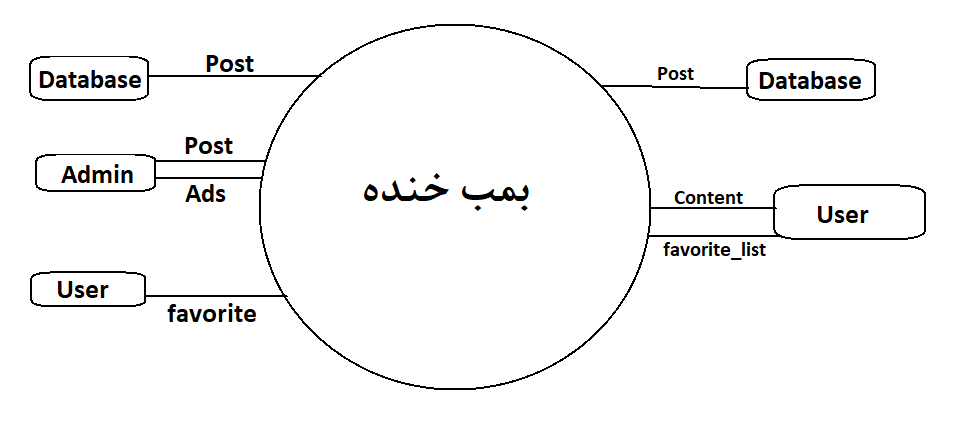 Database
Post
Admin
Post
Ads
User
favorite
بمب خنده
Post
Database
Content
User
favorite_list